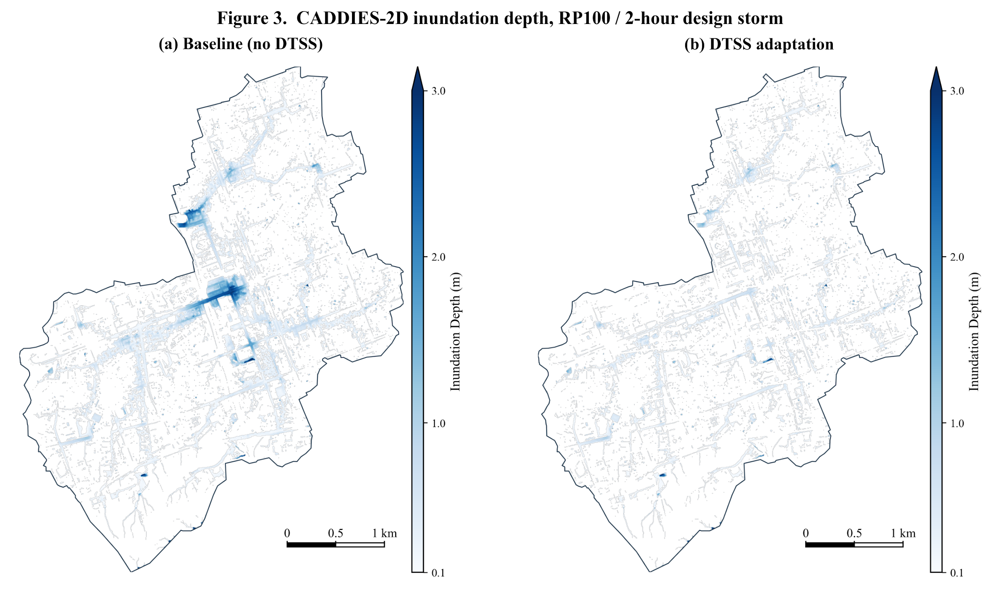 Figure 3.  CADDIES-2D inundation depth, RP100 / 2-hour design storm
(a) Baseline (no DTSS)
3.0
2.0
1.0
0.1
Inundation Depth (m)
0 0.5 1 km
(b) DTSS adaptation
3.0
2.0
1.0
0.1
Inundation Depth (m)
0 0.5 1 km